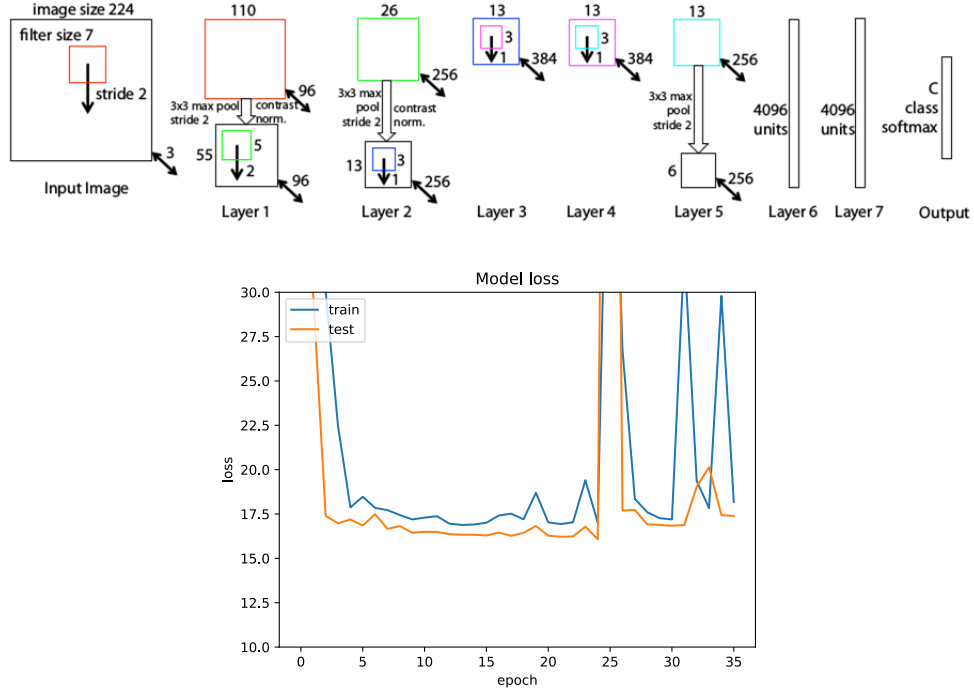 image size 224
110
26
13
13
13
filter size 7
stride 2
3
Input Image
96
3x3 max pool
stride 2
contrast
norm.
55
5
2
96
Layer 1
256
3x3 max
pool
stride 2
contrast
norm.
13
3
1
256
Layer 2
3
1
384
Layer 3
3
1
384
Layer 4
256
3x3 max
pool
stride 2
6
256
Layer 5
4096
units
Layer 6
4096
units
Layer 7
C
class
softmax
Output
Model loss
train
test
loss
30.0
27.5
25.0
22.5
20.0
17.5
15.0
12.5
10.0
0 5 10 15 20 25 30 35
epoch